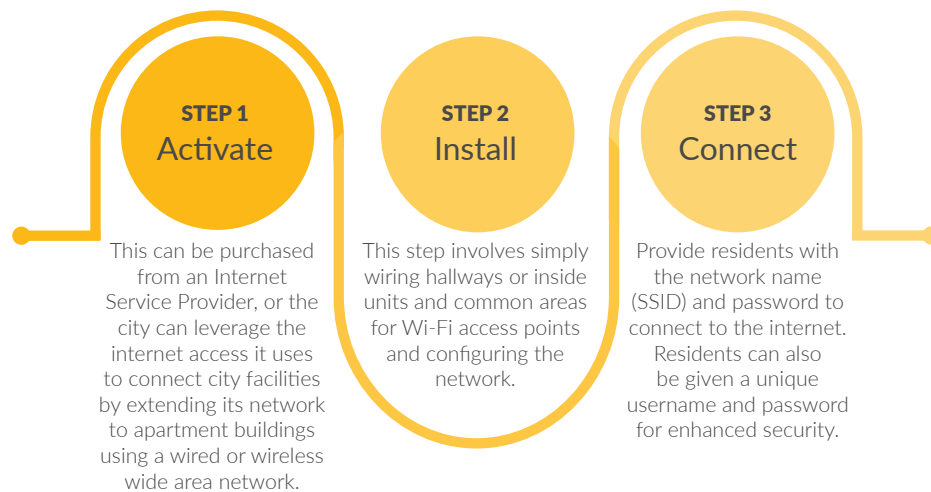 STEP 1
Activate
This can be purchased
from an Internet
Service Provider, or the
city can leverage the
internet access it uses
to connect city facilities
by extending its network
to apartment buildings
using a wired or wireless
wide area network.
STEP 2
Install
This step involves simply
wiring hallways or inside
units and common areas
for Wi-Fi access points
and configuring the
network.
STEP 3
Connect
Provide residents with
the network name
(SSID) and password to
connect to the internet.
Residents can also
be given a unique
username and password
for enhanced security.